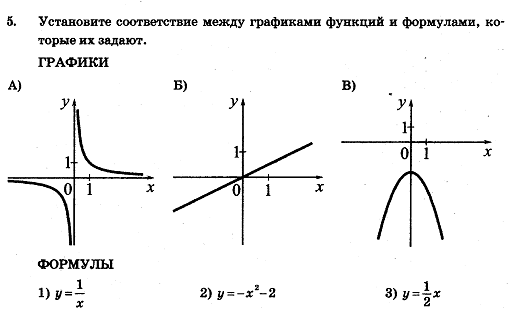 5. Установите соответствие между графиками функций и формулами, ко-
торые их задают.
ГРАФИКИ
А) Б) В)
y y y
1 1 1
0 1 x 0 1 x 0 1 x
ФОРМУЛЫ
1) y=1/x 2) y=-x²-2 3) y=1/2x